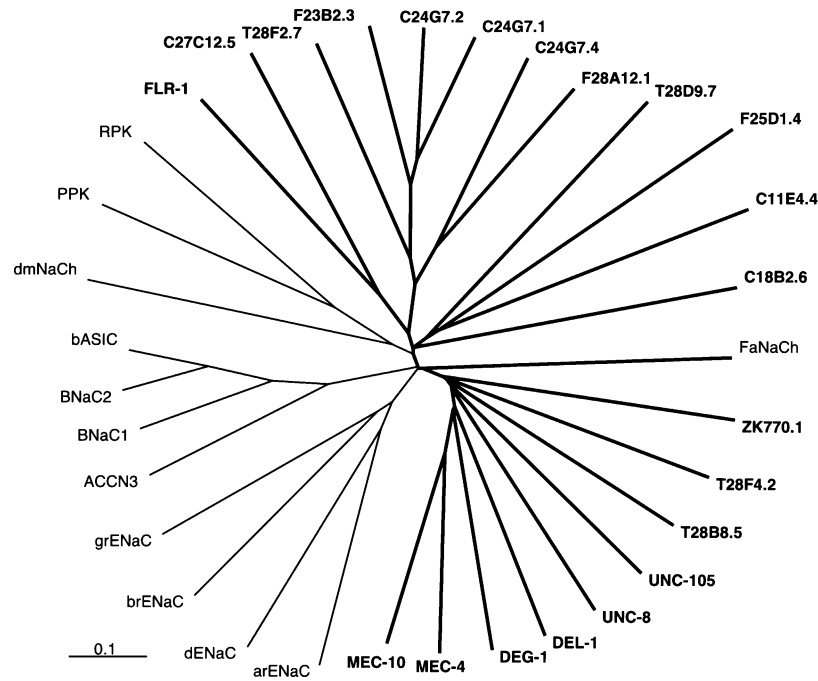 F23B2.3
C24G7.2
T28F2.7
C24G7.1
C27C12.5
C24G7.4
F28A12.1
FLR-1
T28D9.7
F25D1.4
RPK
PPK
C11E4.4
dmNaCh
C18B2.6
bASIC
FaNaCh
BNaC2
BNaC1
ZK770.1
ACCN3
T28F4.2
grENaC
T28B8.5
UNC-105
brENaC
UNC-8
DEL-1
0.1
dENaC
DEG-1
MEC-10
MEC-4
arENaC